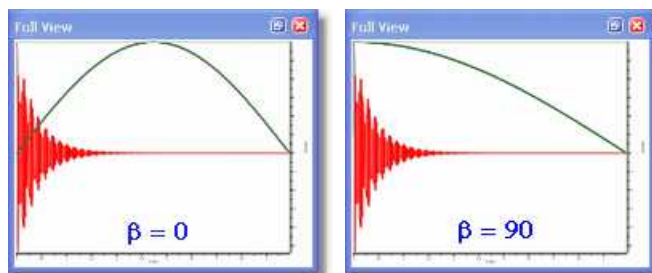 Full View
Full View
β = 0
β = 90